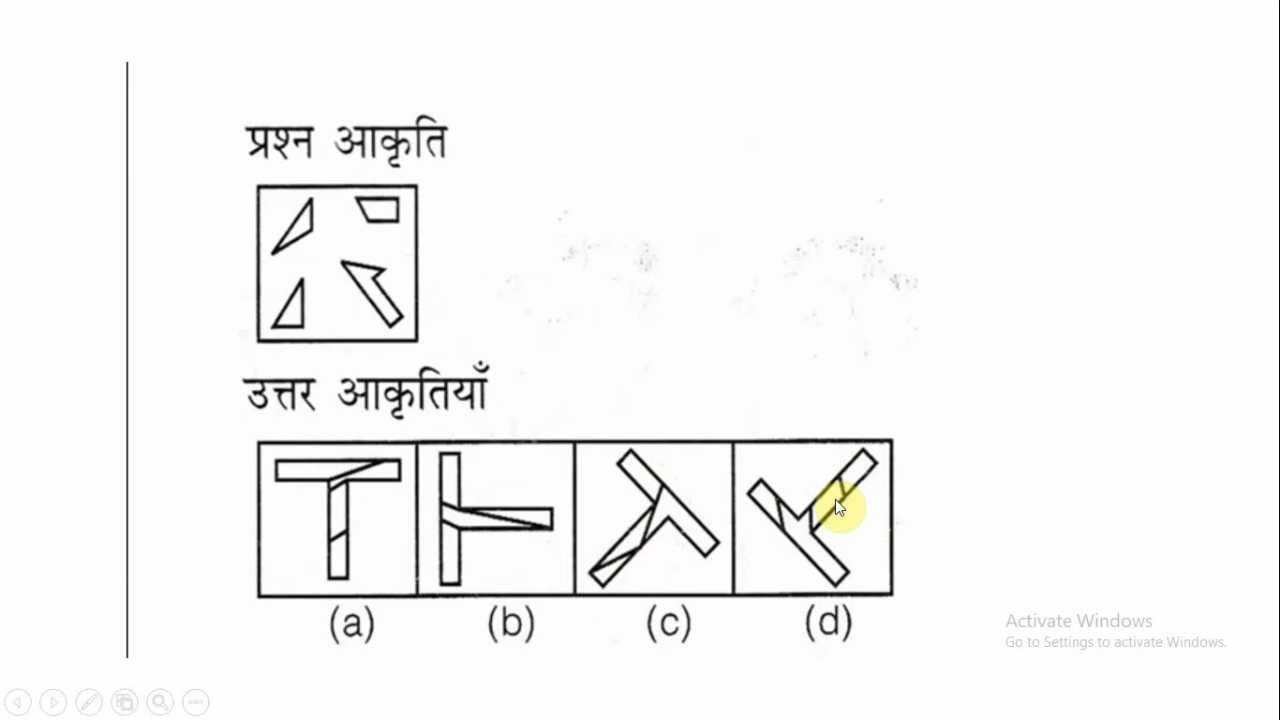 प्रश्न आकृति
उत्तर आकृतियाँ
(a) (b) (c) (d)
Activate Windows
Go to Settings to activate Windows.